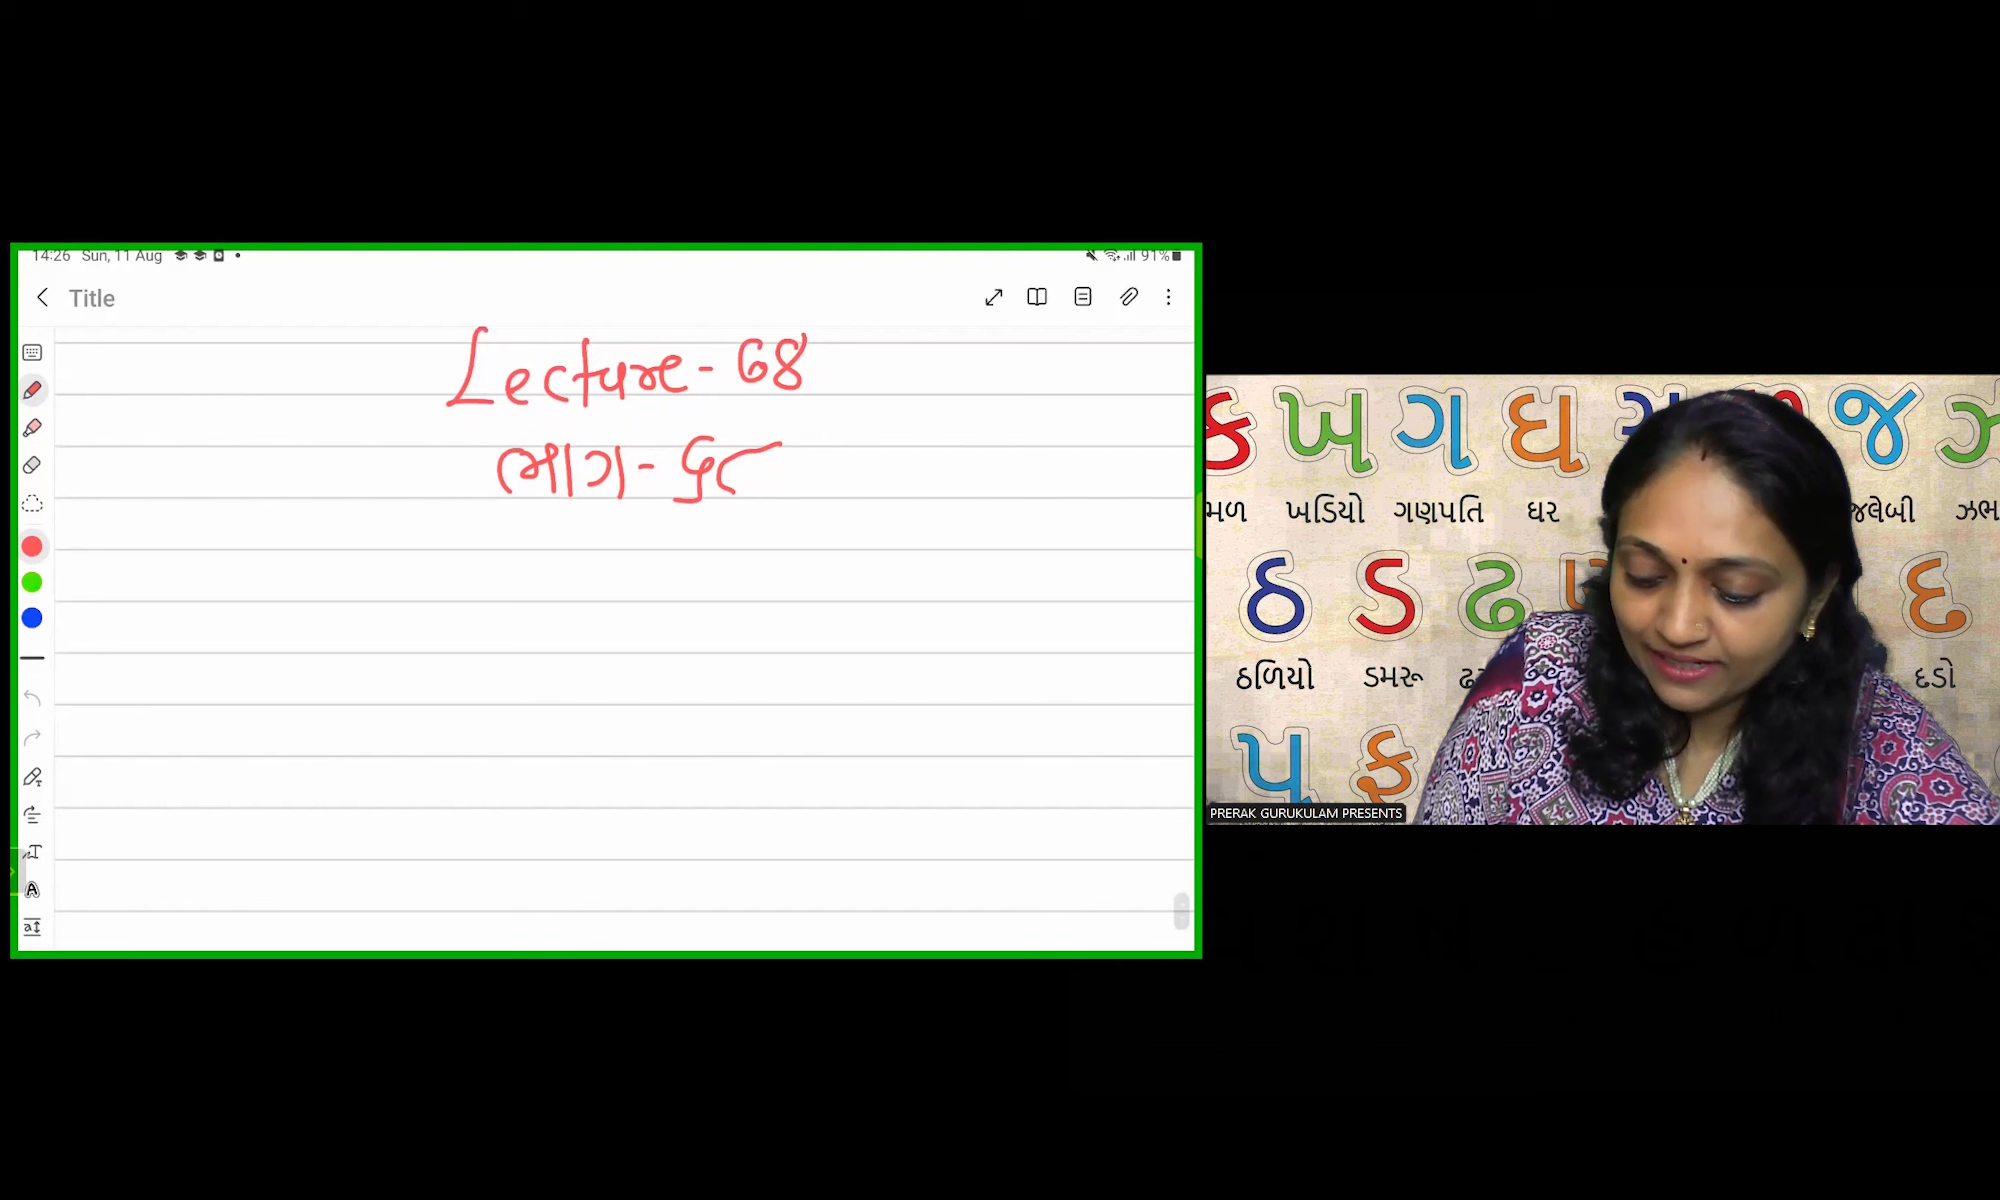 14:26 Sun, 11 Aug 91%
Title
Lecture - 68
ભાગ - ૬૮
ક ખ ગ ઘ જ ઝ
મળ ખડિયો ગણપતિ ઘર જલેબી ઝભ
ઠ ડ ઢ દ
ઠળિયો ડમરૂ ઢ દડો
પ ફ
PRERAK GURUKULAM PRESENTS